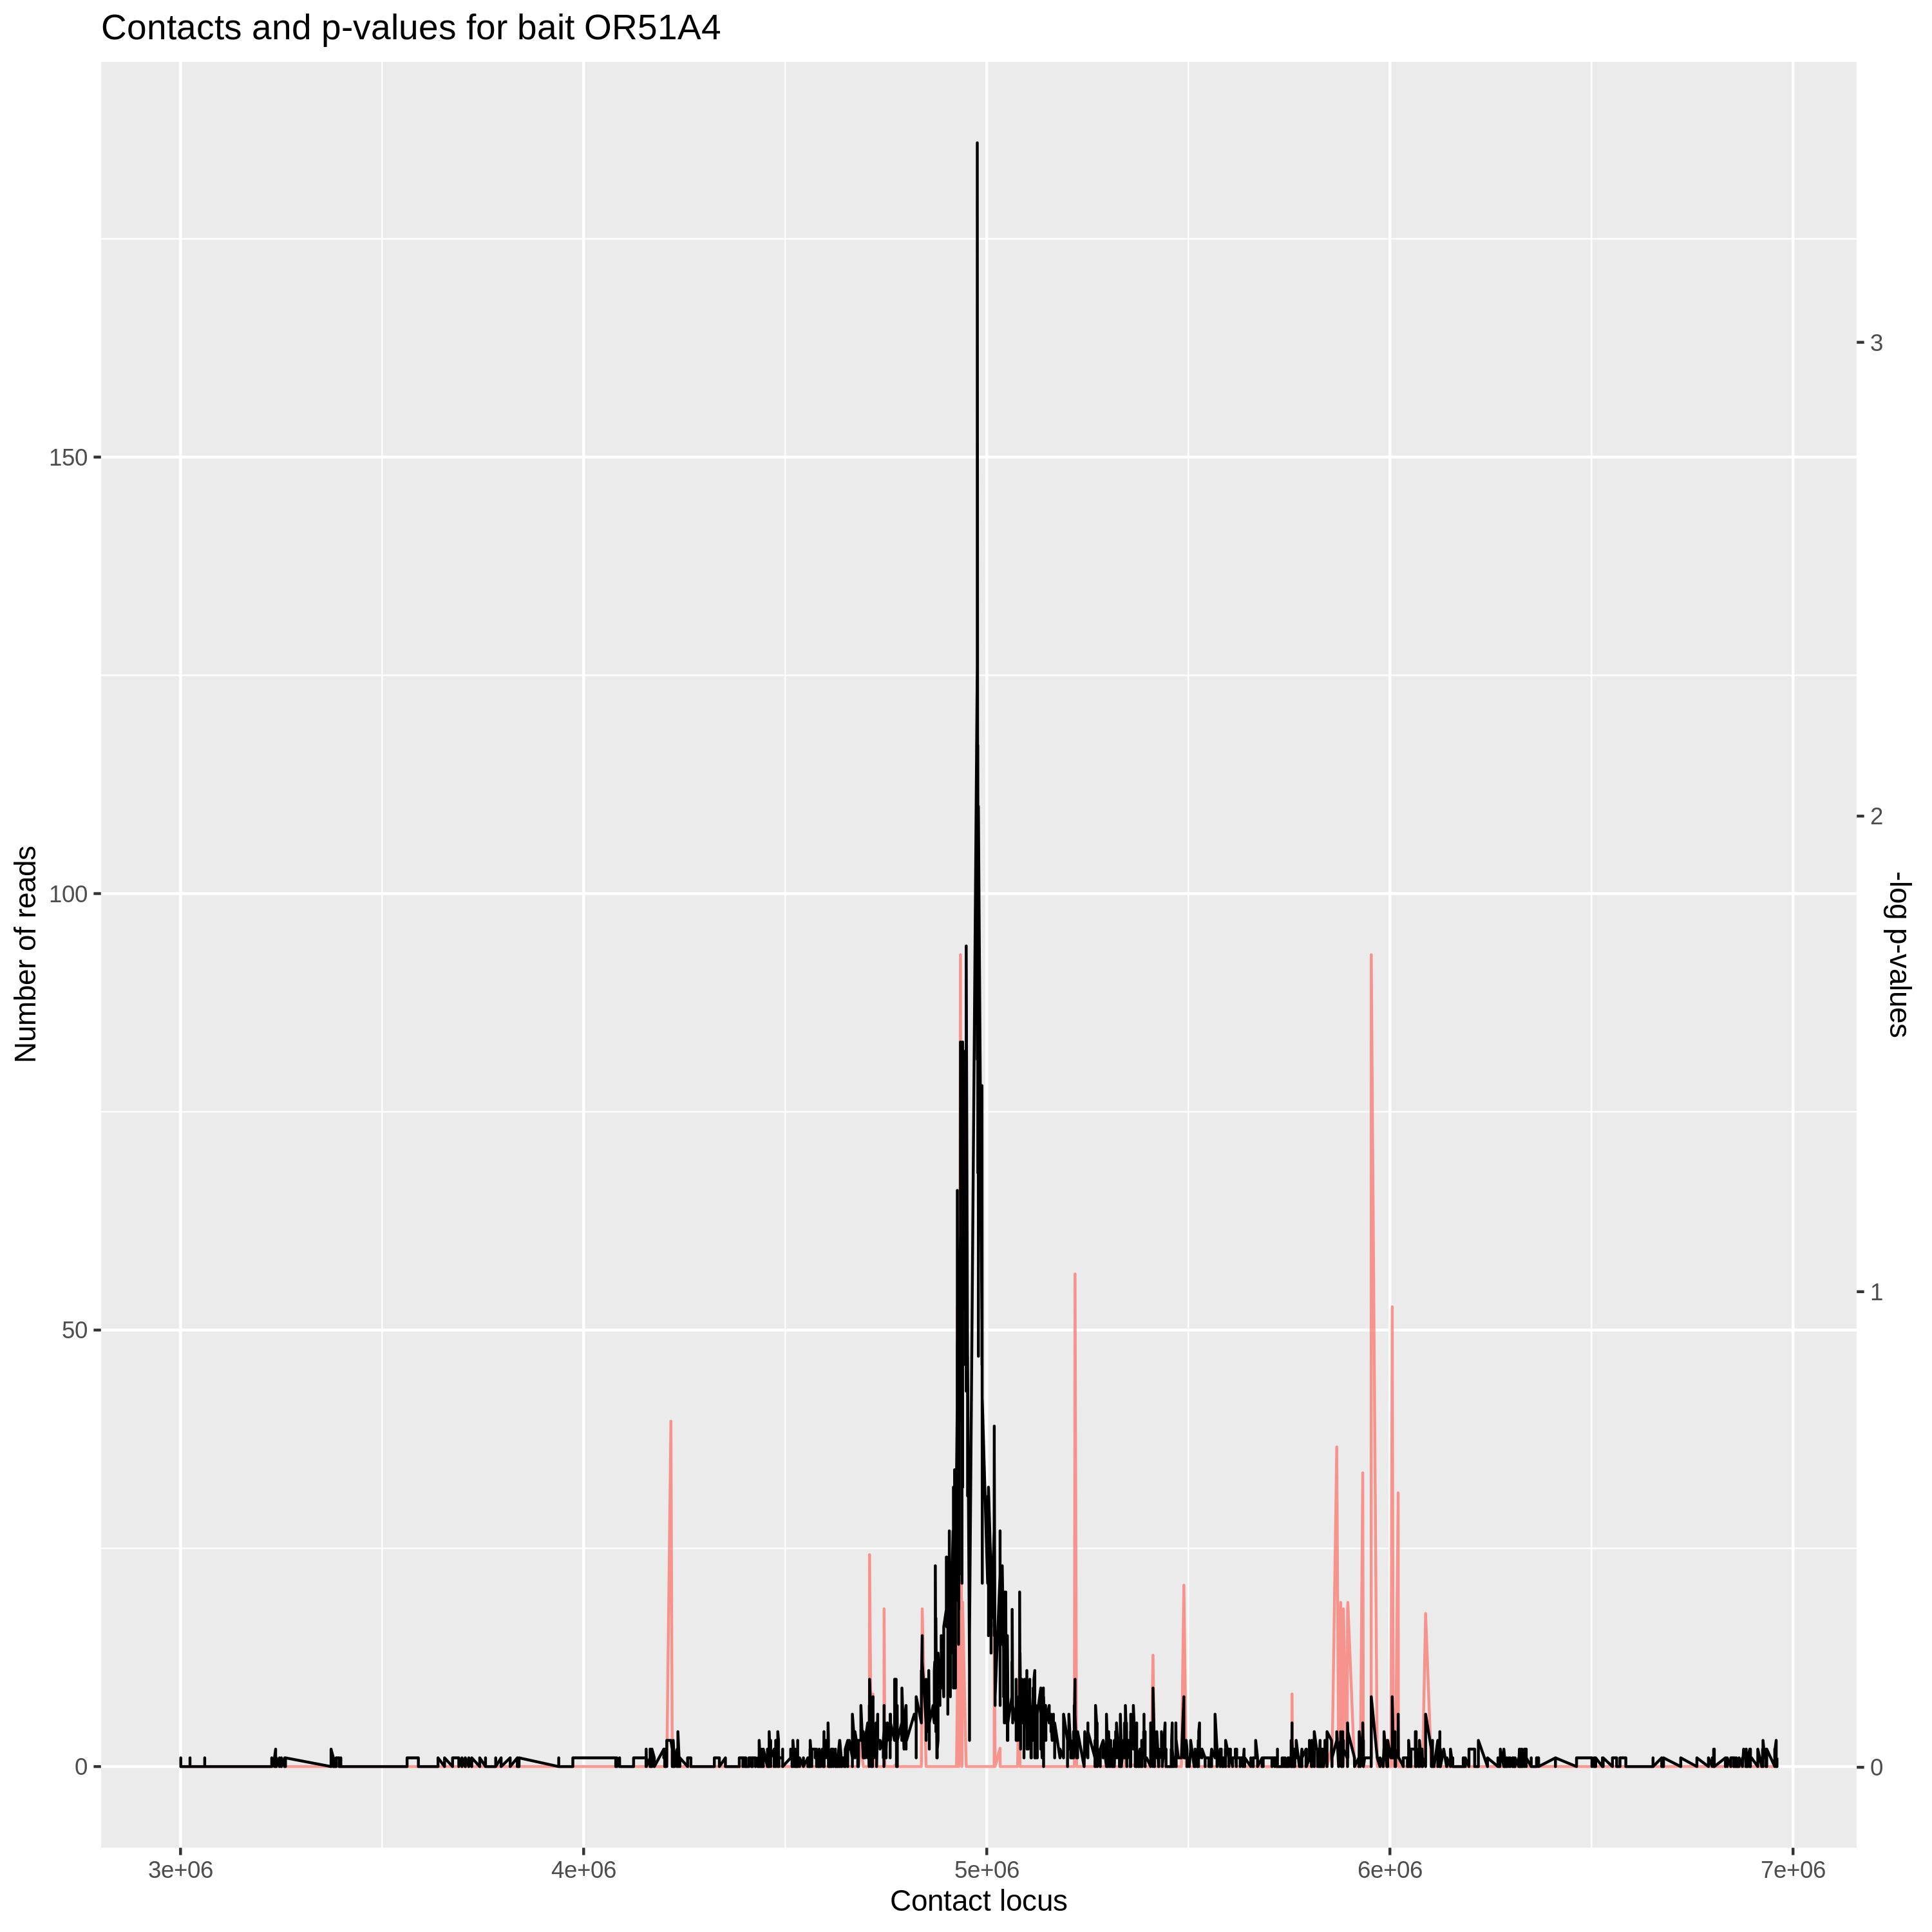 Contacts and p-values for bait OR51A4
Number of reads
150
100
50
0
3
2
1
0
-log p-values
3e+06
4e+06
5e+06
6e+06
7e+06
Contact locus